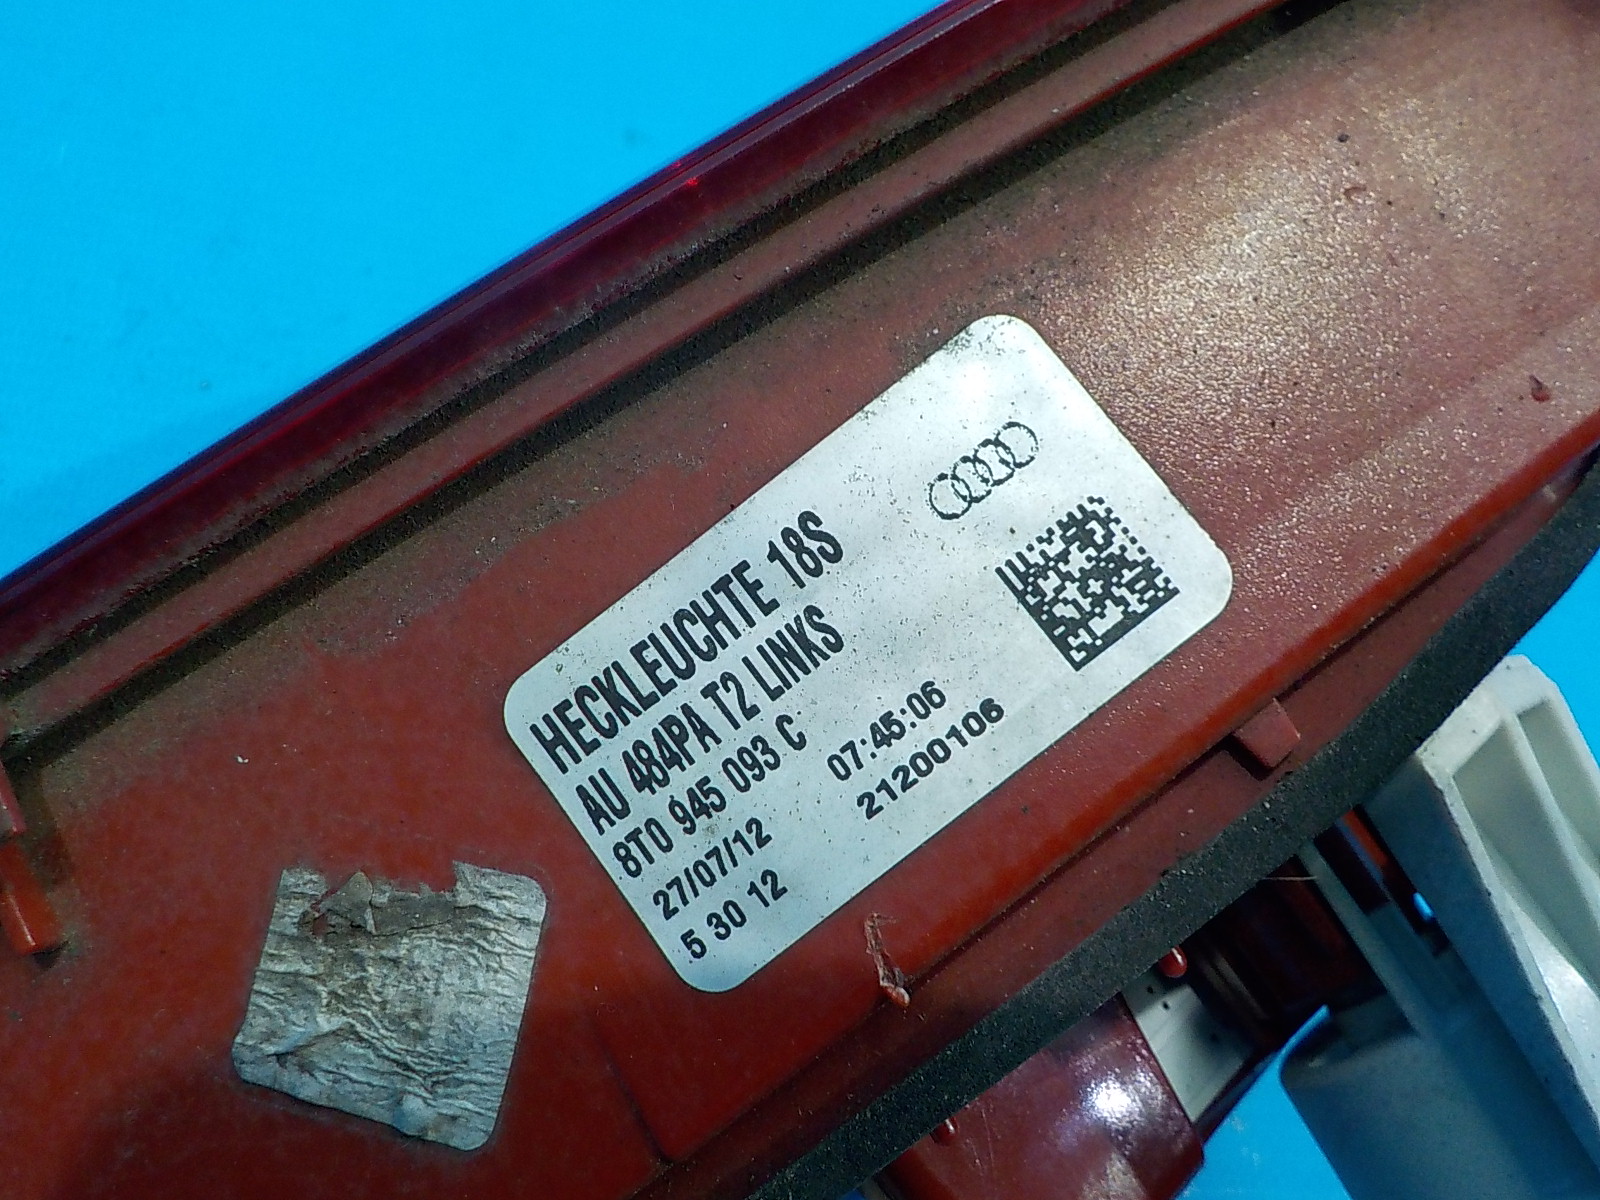 HECKLEUCHTE 18S
AU 484PA T2 LINKS
8T0 945 093 C
27/07/12 07:45:06
5 30 12 21200106